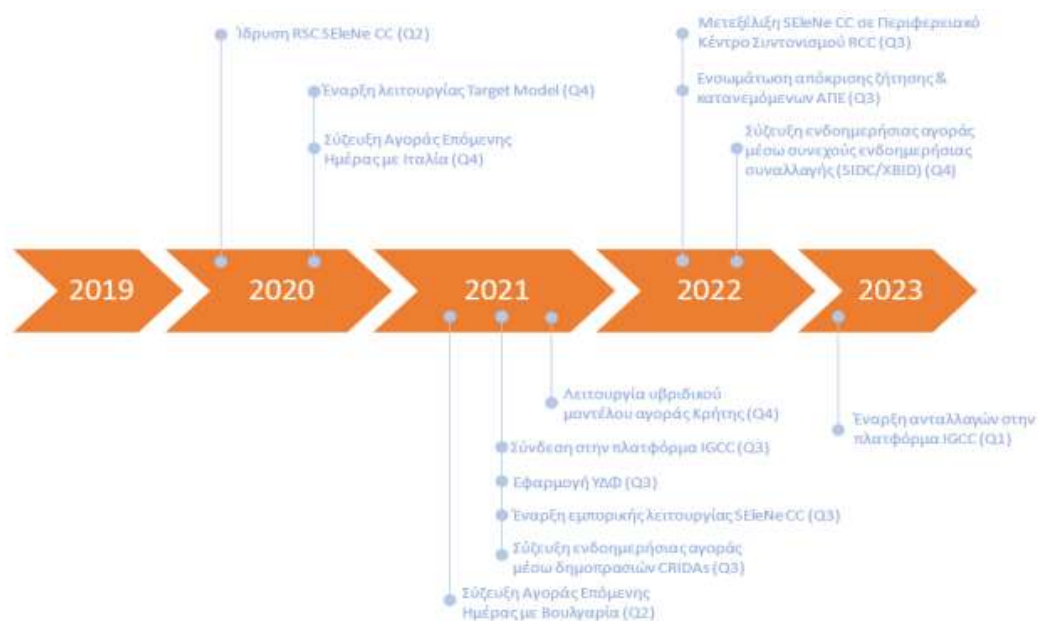 Ίδρυση RSC SEleNe CC (Q2)
Έναρξη λειτουργίας Target Model (Q4)
Σύζευξη Αγοράς Επόμενης
Ημέρας με Ιταλία (Q4)
Μετεξέλιξη SEleNe CC σε Περιφερειακό
Κέντρο Συντονισμού RCC (Q3)
Ενσωμάτωση απόκρισης ζήτησης &
κατανεμόμενων ΑΠΕ (Q3)
Σύζευξη ενδοημερήσιας αγοράς
μέσω συνεχούς ενδοημερήσιας
συναλλαγής (SIDC/XBID) (Q4)
2019
2020
2021
2022
2023
Λειτουργία υβριδικού
μοντέλου αγοράς Κρήτης (Q4)
Σύνδεση στην πλατφόρμα IGCC (Q3)
Εφαρμογή ΥΔΦ (Q3)
Έναρξη εμπορικής λειτουργίας SEleNe CC (Q3)
Σύζευξη ενδοημερήσιας αγοράς
μέσω δημοπρασιών CRIDAs (Q3)
Σύζευξη Αγοράς Επόμενης
Ημέρας με Βουλγαρία (Q2)
Έναρξη ανταλλαγών στην
πλατφόρμα IGCC (Q1)